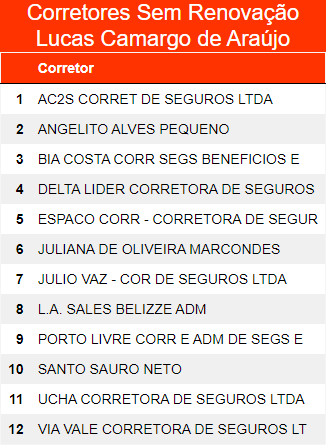 Corretores Sem Renovação
Lucas Camargo de Araújo
Corretor
1 AC2S CORRET DE SEGUROS LTDA
2 ANGELITO ALVES PEQUENO
3 BIA COSTA CORR SEGS BENEFICIOS E
4 DELTA LIDER CORRETORA DE SEGUROS
5 ESPACO CORR - CORRETORA DE SEGUR
6 JULIANA DE OLIVEIRA MARCONDES
7 JULIO VAZ - COR DE SEGUROS LTDA
8 L.A. SALES BELIZZE ADM
9 PORTO LIVRE CORR E ADM DE SEGS E
10 SANTO SAURO NETO
11 UCHA CORRETORA DE SEGUROS LTDA
12 VIA VALE CORRETORA DE SEGUROS LT